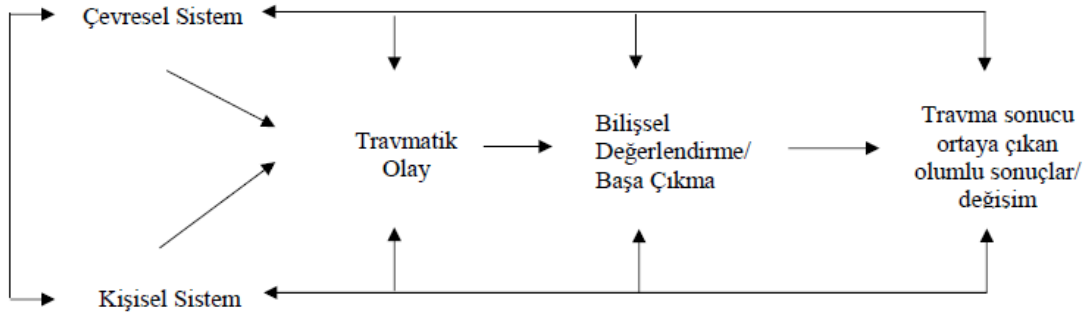 Çevresel Sistem
Travmatik
Olay
Bilişsel
Değerlendirme/
Başa Çıkma
Travma sonucu
ortaya çıkan
olumlu sonuçlar/
değişim
Kişisel Sistem